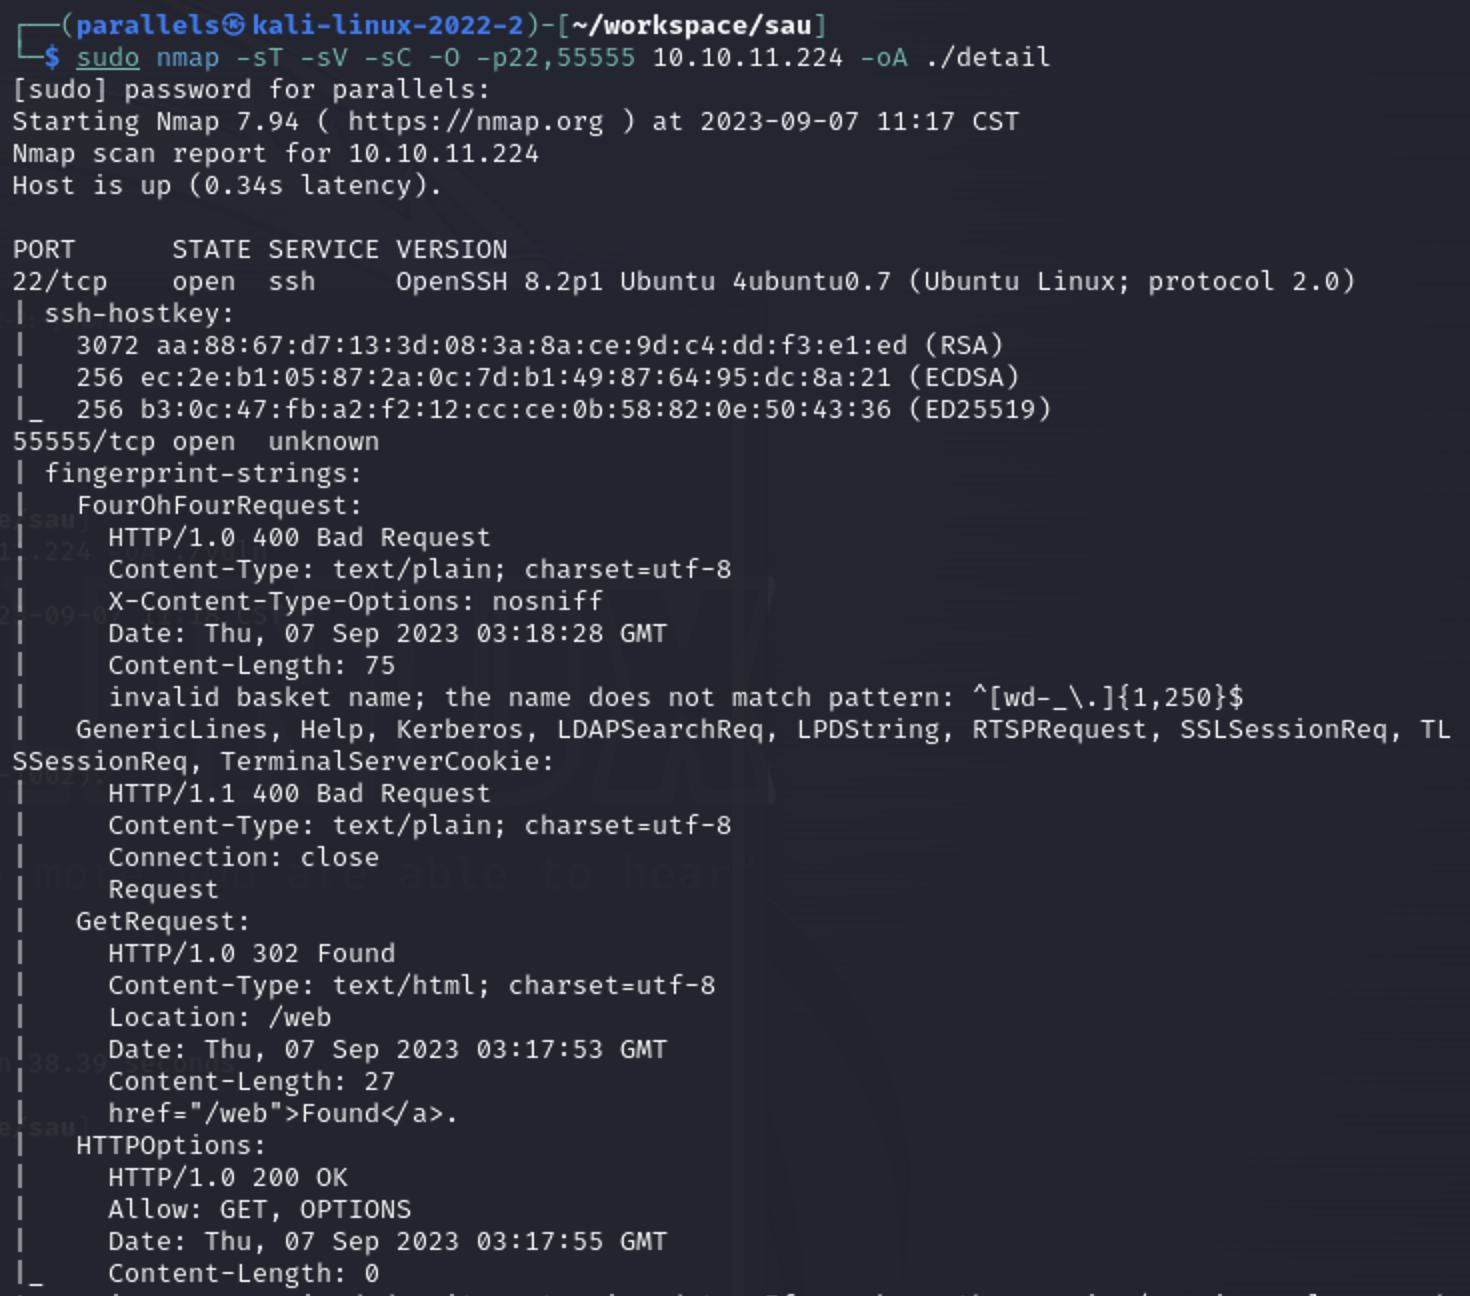 ┌──(parallels㉿kali-linux-2022-2)-[~/workspace/sau]
└─$ sudo nmap -sT -sV -sC -O -p22,55555 10.10.11.224 -oA ./detail
[sudo] password for parallels:
Starting Nmap 7.94 ( https://nmap.org ) at 2023-09-07 11:17 CST
Nmap scan report for 10.10.11.224
Host is up (0.34s latency).
PORT      STATE SERVICE VERSION
22/tcp    open  ssh     OpenSSH 8.2p1 Ubuntu 4ubuntu0.7 (Ubuntu Linux; protocol 2.0)
| ssh-hostkey:
|   3072 aa:88:67:d7:13:3d:08:3a:8a:ce:9d:c4:dd:f3:e1:ed (RSA)
|   256 ec:2e:b1:05:87:2a:0c:7d:b1:49:87:64:95:dc:8a:21 (ECDSA)
|_  256 b3:0c:47:fb:a2:f2:12:cc:ce:0b:58:82:0e:50:43:36 (ED25519)
55555/tcp open  unknown
| fingerprint-strings:
|   FourOhFourRequest:
|     HTTP/1.0 400 Bad Request
|     Content-Type: text/plain; charset=utf-8
|     X-Content-Type-Options: nosniff
|     Date: Thu, 07 Sep 2023 03:18:28 GMT
|     Content-Length: 75
|     invalid basket name; the name does not match pattern: ^[wd-_\.]{1,250}$
|   GenericLines, Help, Kerberos, LDAPSearchReq, LPDString, RTSPRequest, SSLSessionReq, TL
SSessionReq, TerminalServerCookie:
|     HTTP/1.1 400 Bad Request
|     Content-Type: text/plain; charset=utf-8
|     Connection: close
|     Request
|   GetRequest:
|     HTTP/1.0 302 Found
|     Content-Type: text/html; charset=utf-8
|     Location: /web
|     Date: Thu, 07 Sep 2023 03:17:53 GMT
|     Content-Length: 27
|     href="/web">Found</a>.
|   HTTPOptions:
|     HTTP/1.0 200 OK
|     Allow: GET, OPTIONS
|     Date: Thu, 07 Sep 2023 03:17:55 GMT
|_    Content-Length: 0